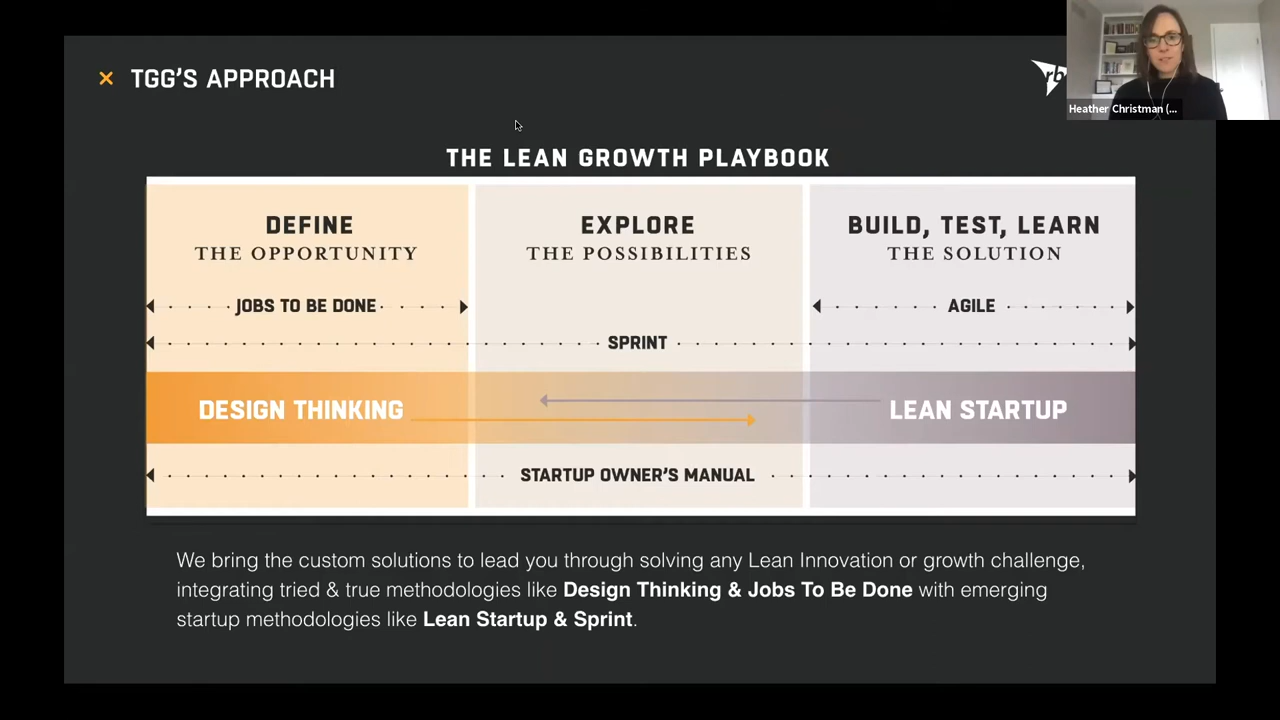 TGG'S APPROACH
rb
Heather Christman (...
THE LEAN GROWTH PLAYBOOK
DEFINE
THE OPPORTUNITY
EXPLORE
THE POSSIBILITIES
BUILD, TEST, LEARN
THE SOLUTION
JOBS TO BE DONE
AGILE
SPRINT
DESIGN THINKING
LEAN STARTUP
STARTUP OWNER'S MANUAL
We bring the custom solutions to lead you through solving any Lean Innovation or growth challenge,
integrating tried & true methodologies like Design Thinking & Jobs To Be Done with emerging
startup methodologies like Lean Startup & Sprint.